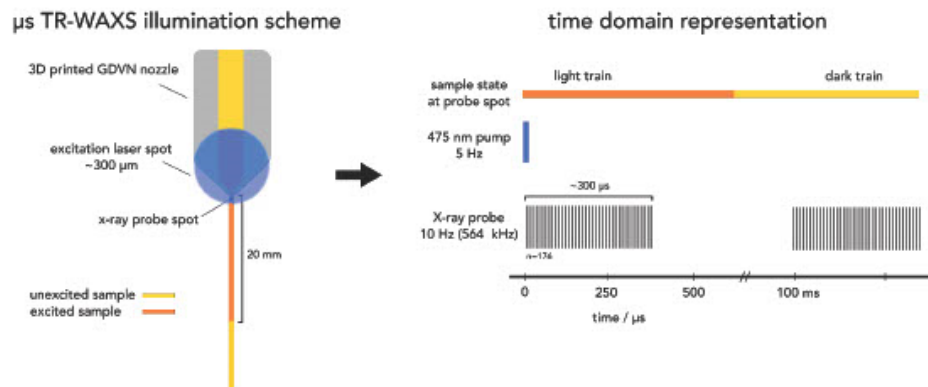 μs TR-WAXS illumination scheme
3D printed GDVN nozzle
excitation laser spot
~300 μm
x-ray probe spot
20 mm
unexcited sample
excited sample
time domain representation
sample state
at probe spot
light train
dark train
475 nm pump
5 Hz
~300 μs
X-ray probe
10 Hz (564 kHz)
n=176
0
250
500
100 ms
time / μs